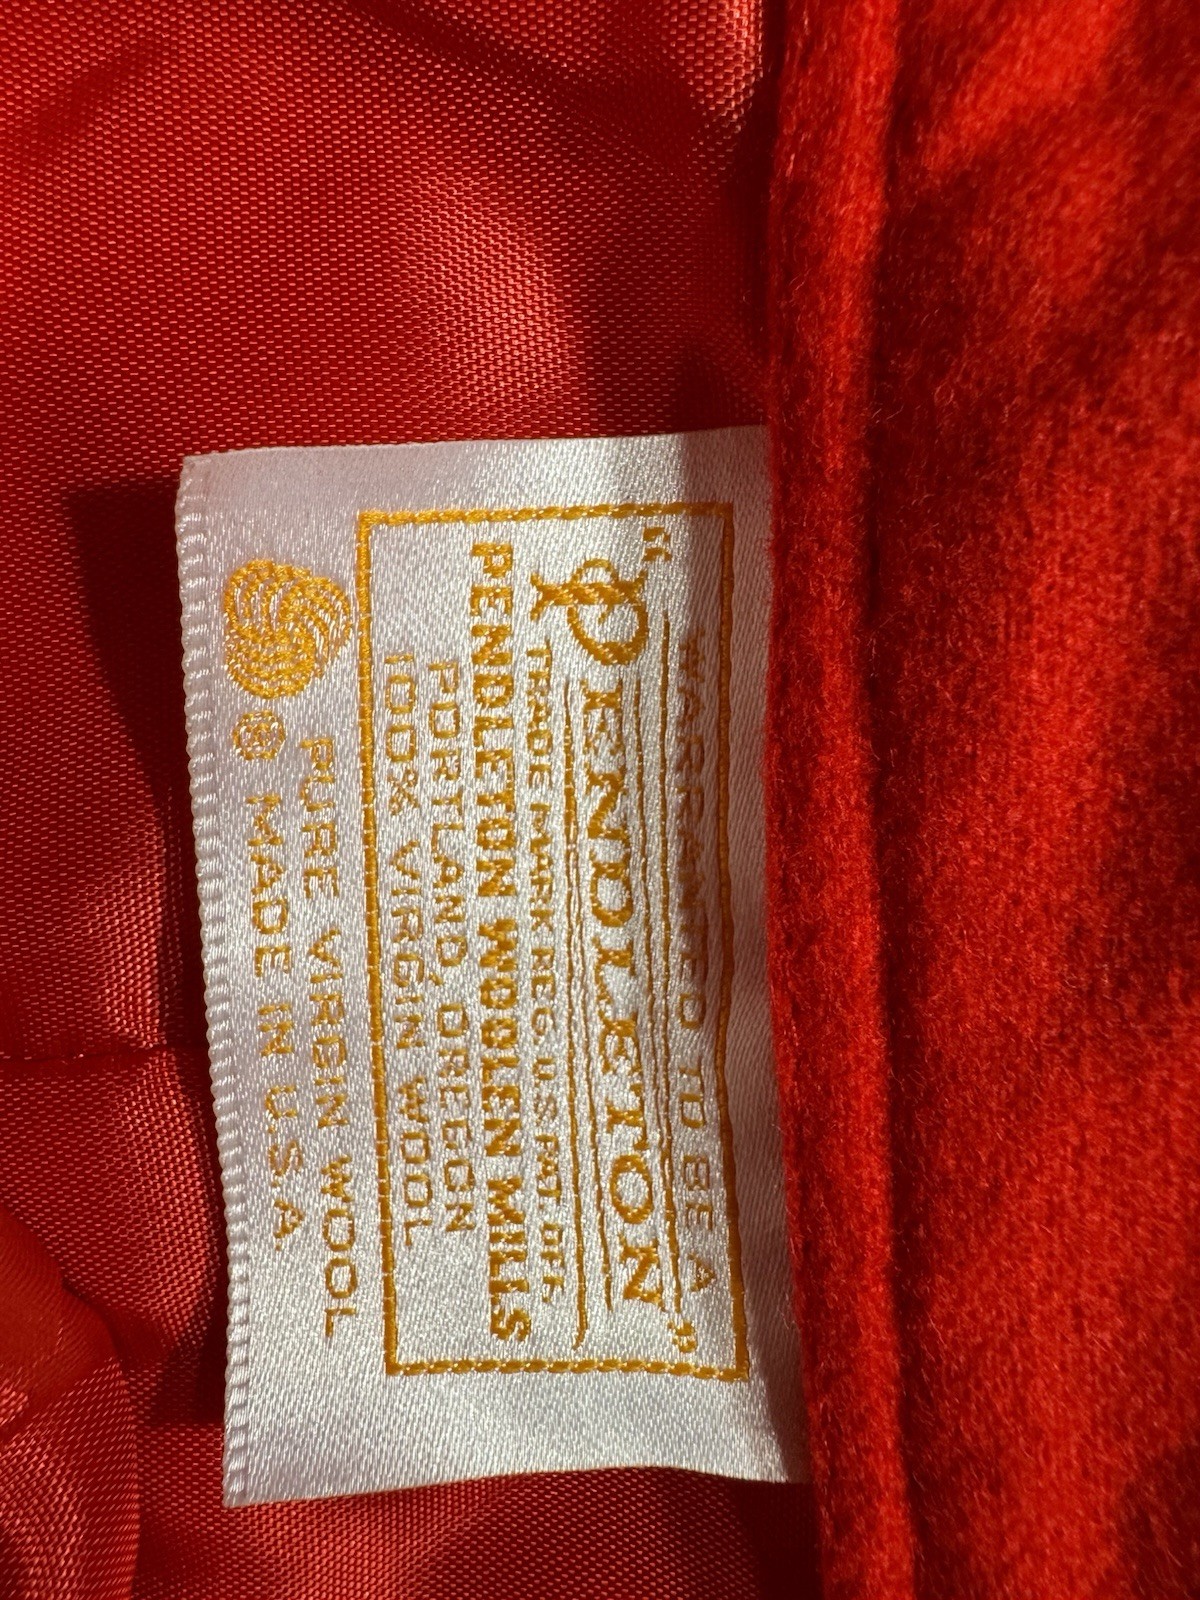 WARRANTED TO BE A
"PENDLETON"
TRADE MARK REG. U.S. PAT. OFF.
PENDLETON WOOLEN MILLS
PORTLAND, OREGON
100% VIRGIN WOOL
PURE VIRGIN WOOL
® MADE IN U.S.A.